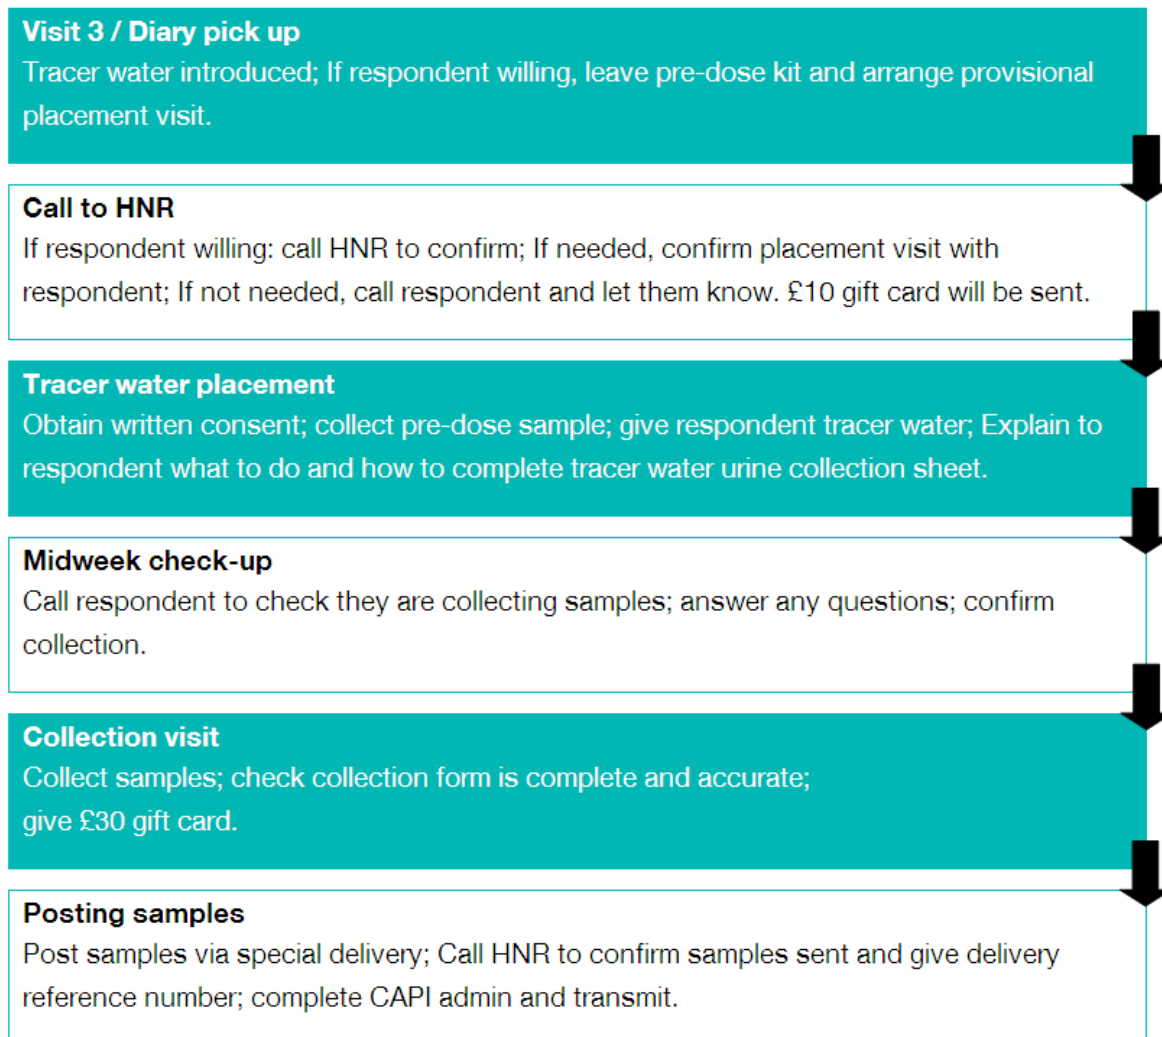 Visit 3 / Diary pick up
Tracer water introduced; If respondent willing, leave pre-dose kit and arrange provisional
placement visit.
Call to HNR
If respondent willing: call HNR to confirm; If needed, confirm placement visit with
respondent; If not needed, call respondent and let them know. £10 gift card will be sent.
Tracer water placement
Obtain written consent; collect pre-dose sample; give respondent tracer water; Explain to
respondent what to do and how to complete tracer water urine collection sheet.
Midweek check-up
Call respondent to check they are collecting samples; answer any questions; confirm
collection.
Collection visit
Collect samples; check collection form is complete and accurate;
give £30 gift card.
Posting samples
Post samples via special delivery; Call HNR to confirm samples sent and give delivery
reference number; complete CAPI admin and transmit.